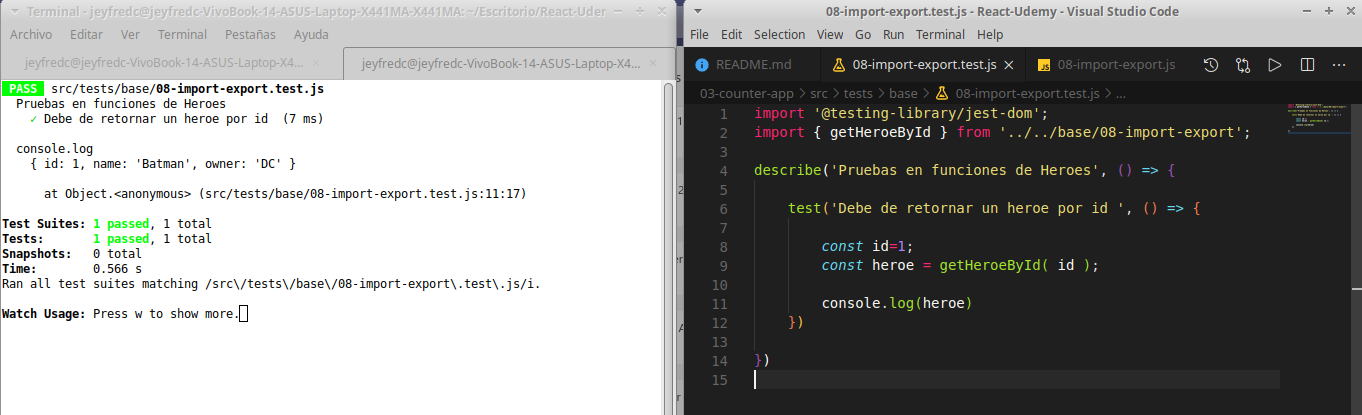 Terminal - jeyfredc@jeyfredc-VivoBook-14-ASUS-Laptop-X441MA-X441MA: ~/Escritorio/React-Uder
Archivo Editar Ver Terminal Pestañas Ayuda
jeyfredc@jeyfredc-VivoBook-14-ASUS-Laptop-X4...
jeyfredc@jeyfredc-VivoBook-14-ASUS-Laptop-X4...
PASS src/tests/base/08-import-export.test.js
Pruebas en funciones de Heroes
✓ Debe de retornar un heroe por id (7 ms)
console.log
{ id: 1, name: 'Batman', owner: 'DC' }
at Object.<anonymous> (src/tests/base/08-import-export.test.js:11:17)
Test Suites: 1 passed, 1 total
Tests: 1 passed, 1 total
Snapshots: 0 total
Time: 0.566 s
Ran all test suites matching /src\/tests\/base\/08-import-export\.test\.js/i.
Watch Usage: Press w to show more.
08-import-export.test.js - React-Udemy - Visual Studio Code
File Edit Selection View Go Run Terminal Help
README.md
08-import-export.test.js
JS 08-import-export.js
03-counter-app > src > tests > base > 08-import-export.test.js > ...
1 import '@testing-library/jest-dom';
2 import { getHeroeById } from '../../base/08-import-export';
3
4 describe('Pruebas en funciones de Heroes', () => {
5
6 test('Debe de retornar un heroe por id ', () => {
7
8 const id=1;
9 const heroe = getHeroeById( id );
10
11 console.log(heroe)
12 })
13
14 })
15